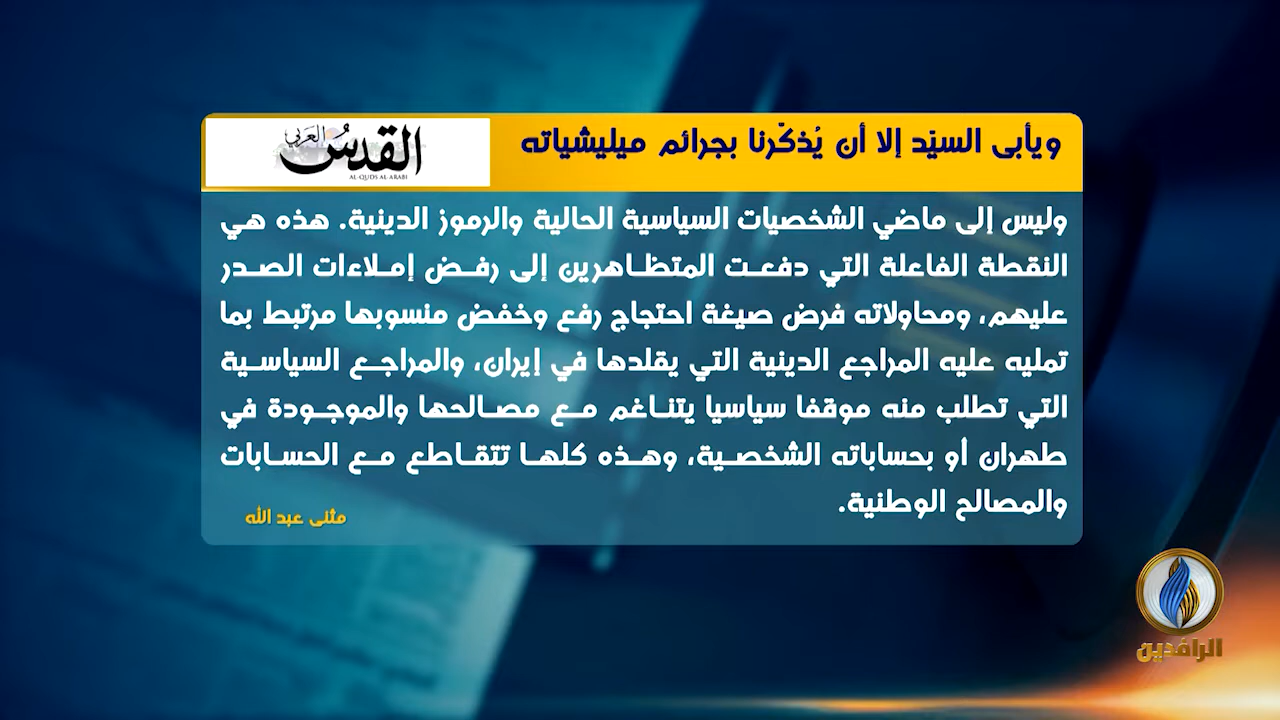 ويأبى السيّد إلا أن يُذكّرنا بجرائم ميليشياته
القدس العربي
AL-QUDS AL-ARABI
وليس إلى ماضي الشخصيات السياسية الحالية والرموز الدينية. هذه هي
النقطة الفاعلة التي دفعت المتظاهرين إلى رفض إملاءات الصدر
عليهم، ومحاولاته فرض صيغة احتجاج رفع وخفض منسوبها مرتبط بما
تمليه عليه المراجع الدينية التي يقلدها في إيران، والمراجع السياسية
التي تطلب منه موقفا سياسيا يتناغم مع مصالحها والموجودة في
طهران أو بحساباته الشخصية، وهذه كلها تتقاطع مع الحسابات
والمصالح الوطنية.
مثنى عبد الله
الرافدين